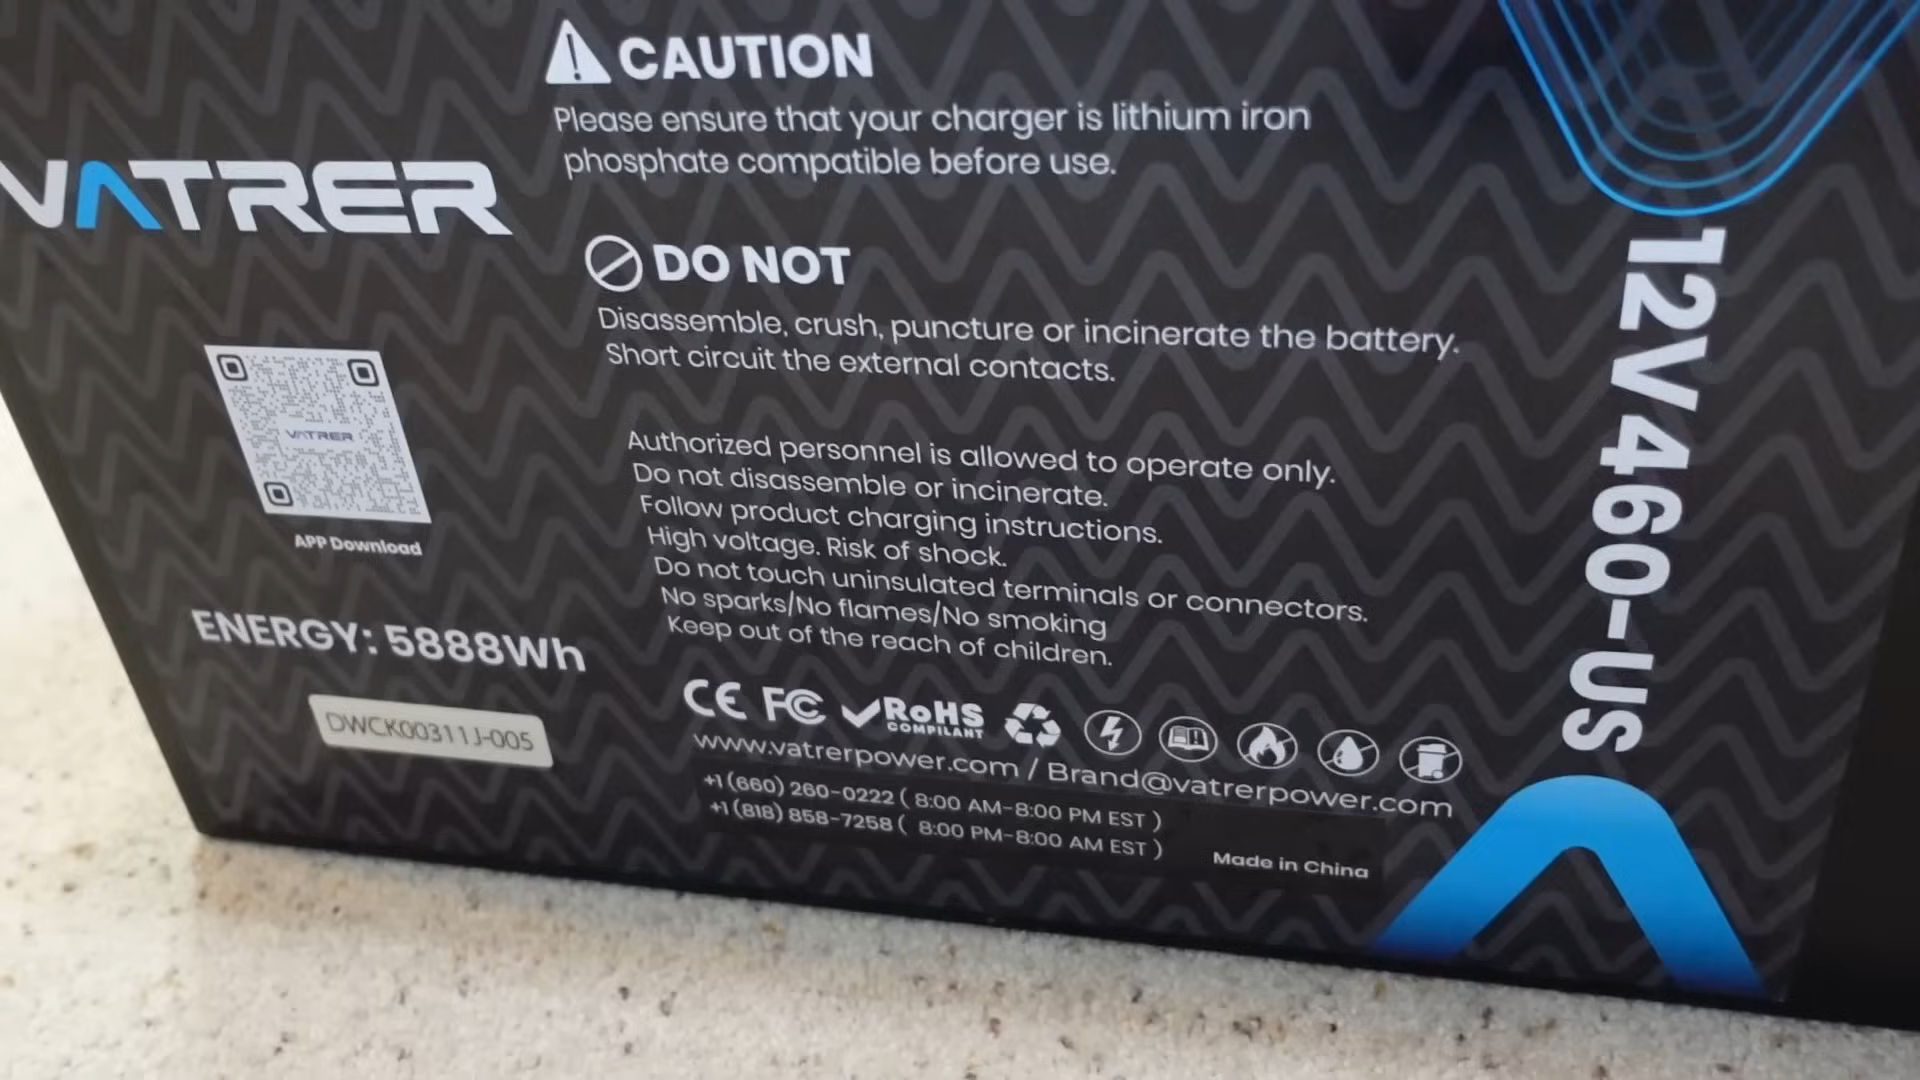 CAUTION
Please ensure that your charger is lithium iron
phosphate compatible before use.
VATRER
DO NOT
Disassemble, crush, puncture or incinerate the battery.
Short circuit the external contacts.
VATRER
APP Download
Authorized personnel is allowed to operate only.
Do not disassemble or incinerate.
Follow product charging instructions.
High voltage. Risk of shock.
Do not touch uninsulated terminals or connectors.
No sparks/No flames/No smoking
Keep out of the reach of children.
ENERGY: 5888Wh
DWCK00311J-005
CE FC RoHS
COMPILANT
www.vatrerpower.com / Brand@vatrerpower.com
+1 (660) 260-0222 ( 8:00 AM-8:00 PM EST )
+1 (818) 858-7258 ( 8:00 PM-8:00 AM EST )
Made in China
12V460-US